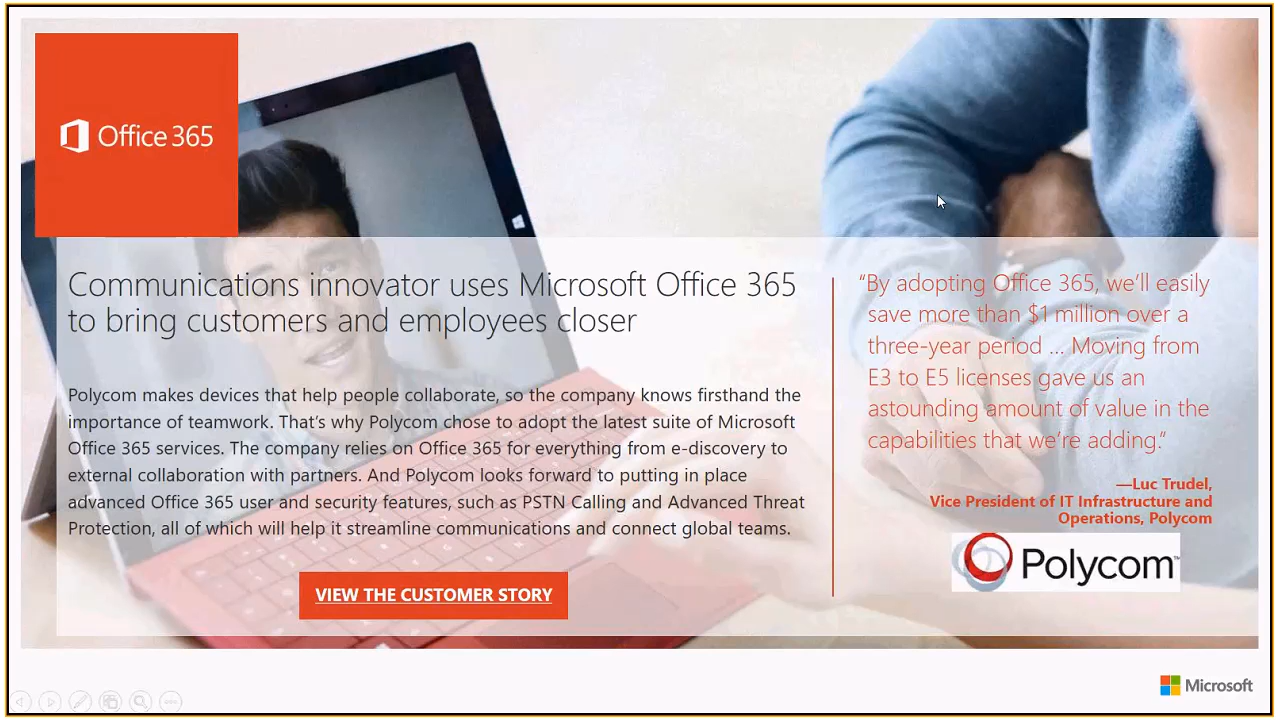 Office 365
Communications innovator uses Microsoft Office 365
to bring customers and employees closer
Polycom makes devices that help people collaborate, so the company knows firsthand the
importance of teamwork. That’s why Polycom chose to adopt the latest suite of Microsoft
Office 365 services. The company relies on Office 365 for everything from e-discovery to
external collaboration with partners. And Polycom looks forward to putting in place
advanced Office 365 user and security features, such as PSTN Calling and Advanced Threat
Protection, all of which will help it streamline communications and connect global teams.
VIEW THE CUSTOMER STORY
“By adopting Office 365, we’ll easily
save more than $1 million over a
three-year period ... Moving from
E3 to E5 licenses gave us an
astounding amount of value in the
capabilities that we’re adding.“
—Luc Trudel,
Vice President of IT Infrastructure and
Operations, Polycom
Polycom™
Microsoft